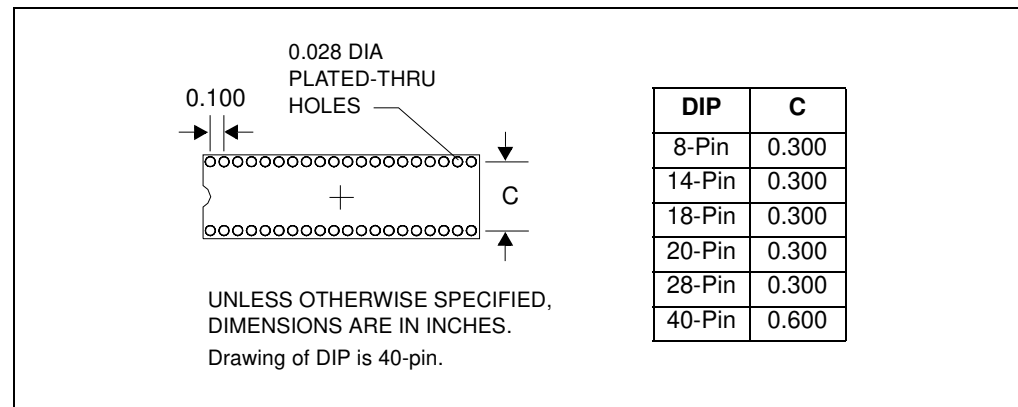 0.028 DIA
PLATED-THRU
HOLES
0.100
C
UNLESS OTHERWISE SPECIFIED,
DIMENSIONS ARE IN INCHES.
Drawing of DIP is 40-pin.
DIP C
8-Pin 0.300
14-Pin 0.300
18-Pin 0.300
20-Pin 0.300
28-Pin 0.300
40-Pin 0.600